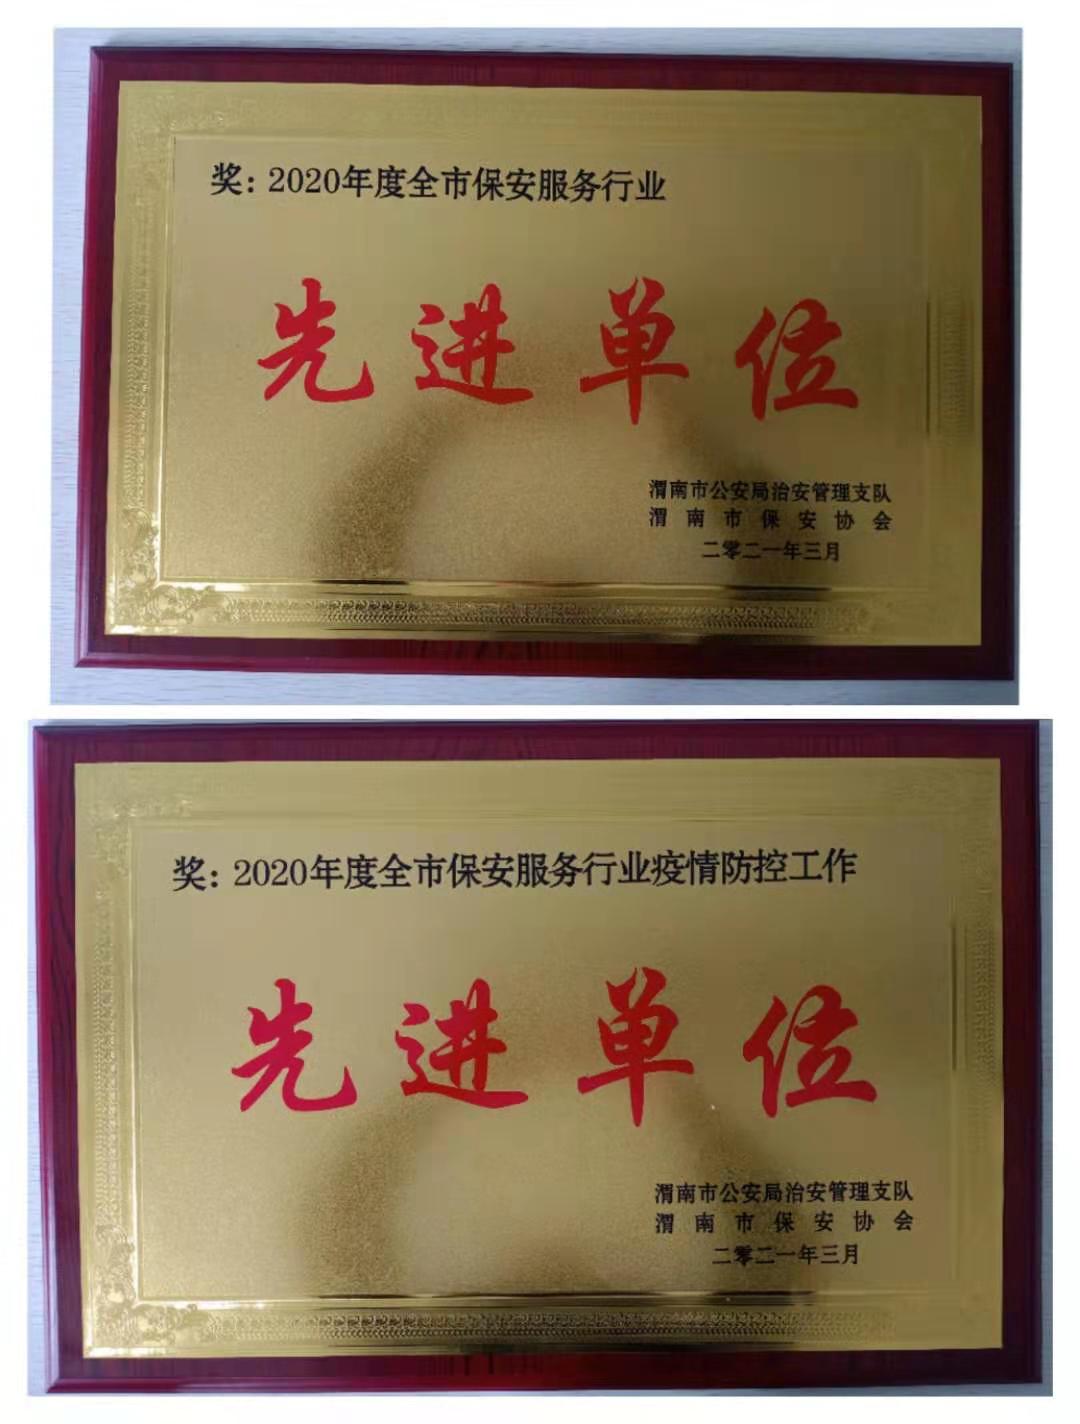 奖：2020年度全市保安服务行业
先进单位
渭南市公安局治安管理支队
渭南市保安协会
二零二一年三月
奖：2020年度全市保安服务行业疫情防控工作
先进单位
渭南市公安局治安管理支队
渭南市保安协会
二零二一年三月